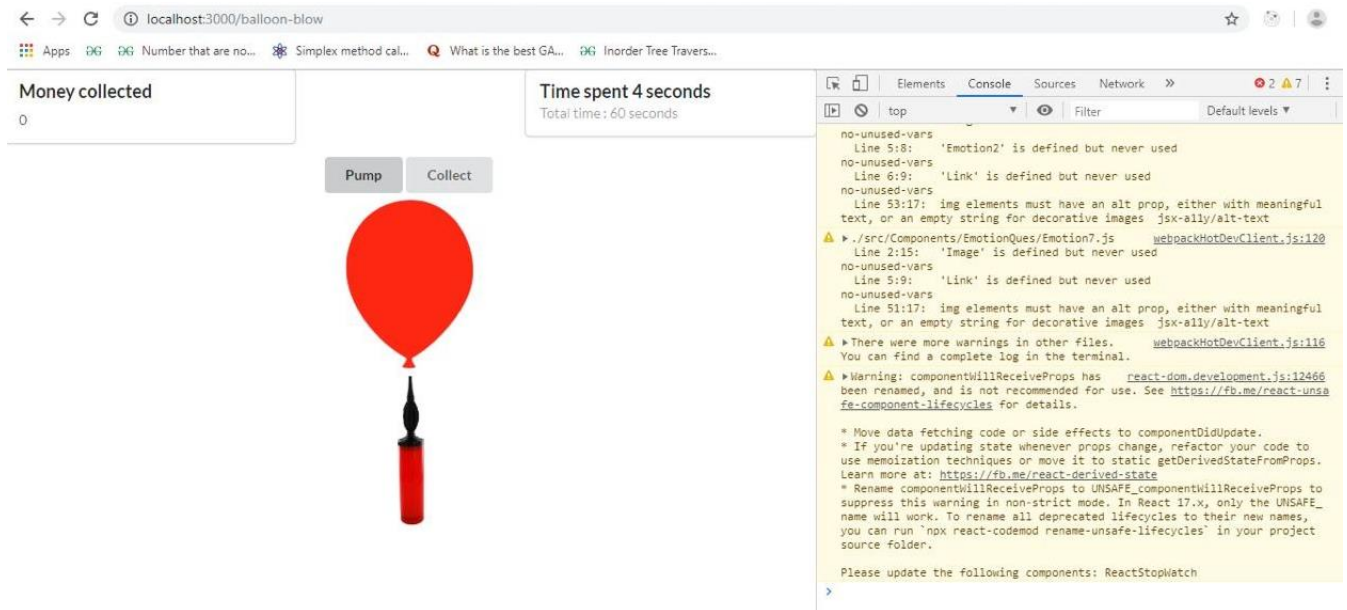 localhost:3000/balloon-blow
Apps GG GG Number that are no... Simplex method cal... Q What is the best GA... GG Inorder Tree Travers...
Money collected
0
Time spent 4 seconds
Total time : 60 seconds
Pump Collect
Elements Console Sources Network » 2 7
top Filter Default levels ▼
no-unused-vars
Line 5:8: 'Emotion2' is defined but never used
no-unused-vars
Line 6:9: 'Link' is defined but never used
no-unused-vars
Line 53:17: img elements must have an alt prop, either with meaningful
text, or an empty string for decorative images jsx-a11y/alt-text
./src/Components/EmotionQues/Emotion7.js webpackHotDevClient.js:120
Line 2:15: 'Image' is defined but never used
no-unused-vars
Line 5:9: 'Link' is defined but never used
no-unused-vars
Line 51:17: img elements must have an alt prop, either with meaningful
text, or an empty string for decorative images jsx-a11y/alt-text
There were more warnings in other files. webpackHotDevClient.js:116
You can find a complete log in the terminal.
Warning: componentWillReceiveProps has react-dom.development.js:12466
been renamed, and is not recommended for use. See https://fb.me/react-unsa
fe-component-lifecycles for details.
* Move data fetching code or side effects to componentDidUpdate.
* If you're updating state whenever props change, refactor your code to
use memoization techniques or move it to static getDerivedStateFromProps.
Learn more at: https://fb.me/react-derived-state
* Rename componentWillReceiveProps to UNSAFE_componentWillReceiveProps to
suppress this warning in non-strict mode. In React 17.x, only the UNSAFE_
name will work. To rename all deprecated lifecycles to their new names,
you can run `npx react-codemod rename-unsafe-lifecycles` in your project
source folder.
Please update the following components: ReactStopWatch